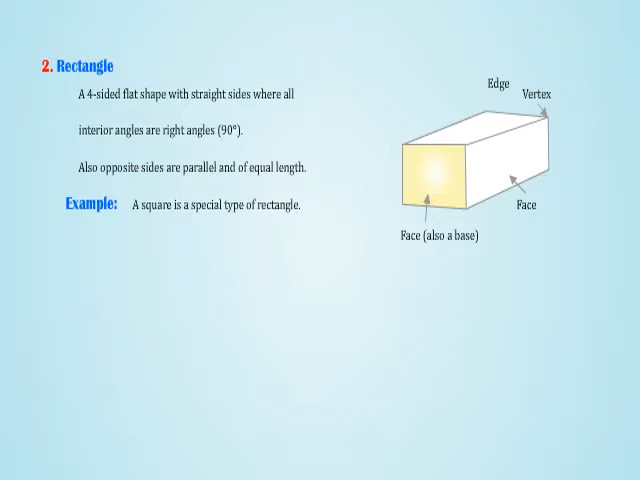 2. Rectangle
A 4-sided flat shape with straight sides where all
interior angles are right angles (90°).
Also opposite sides are parallel and of equal length.
Example: A square is a special type of rectangle.
Edge
Vertex
Face
Face (also a base)